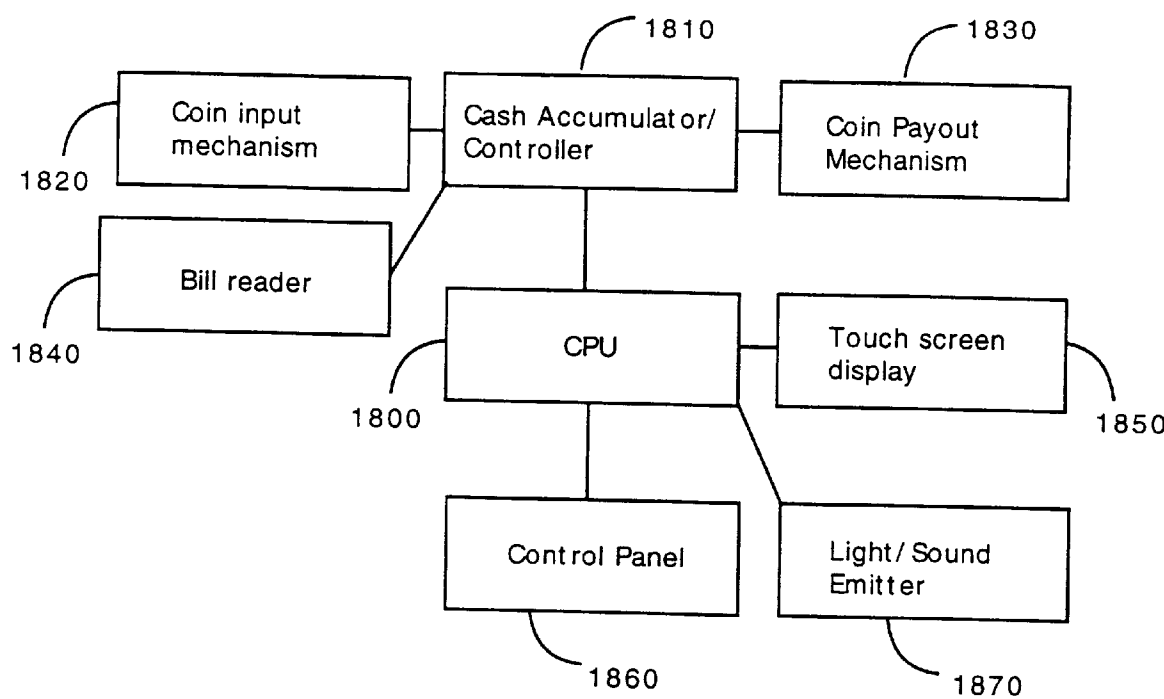 1810
1830
Coin input
mechanism
Cash Accumulator/
Controller
Coin Payout
Mechanism
1820
Bill reader
1840
CPU
Touch screen
display
1800
1850
Control Panel
Light/Sound
Emitter
1860
1870